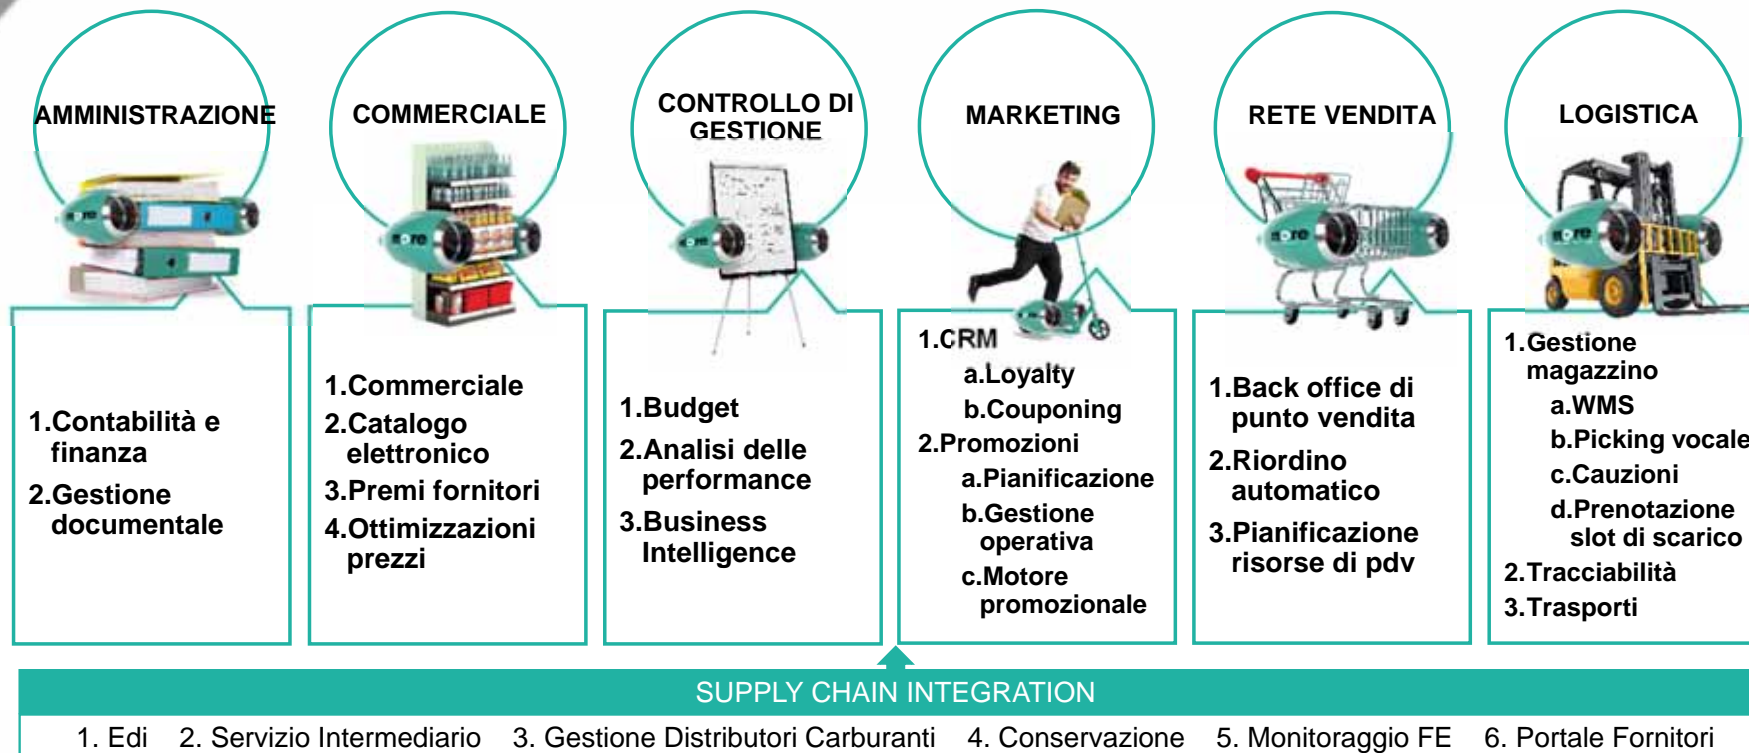 AMMINISTRAZIONE
1.Contabilità e
finanza
2.Gestione
documentale
COMMERCIALE
1.Commerciale
2.Catalogo
elettronico
3.Premi fornitori
4.Ottimizzazioni
prezzi
CONTROLLO DI
GESTIONE
1.Budget
2.Analisi delle
performance
3.Business
Intelligence
MARKETING
1.CRM
a.Loyalty
b.Couponing
2.Promozioni
a.Pianificazione
b.Gestione
operativa
c.Motore
promozionale
RETE VENDITA
1.Back office di
punto vendita
2.Riordino
automatico
3.Pianificazione
risorse di pdv
LOGISTICA
1.Gestione
magazzino
a.WMS
b.Picking vocale
c.Cauzioni
d.Prenotazione
slot di scarico
2.Tracciabilità
3.Trasporti
SUPPLY CHAIN INTEGRATION
1. Edi 2. Servizio Intermediario 3. Gestione Distributori Carburanti 4. Conservazione 5. Monitoraggio FE 6. Portale Fornitori